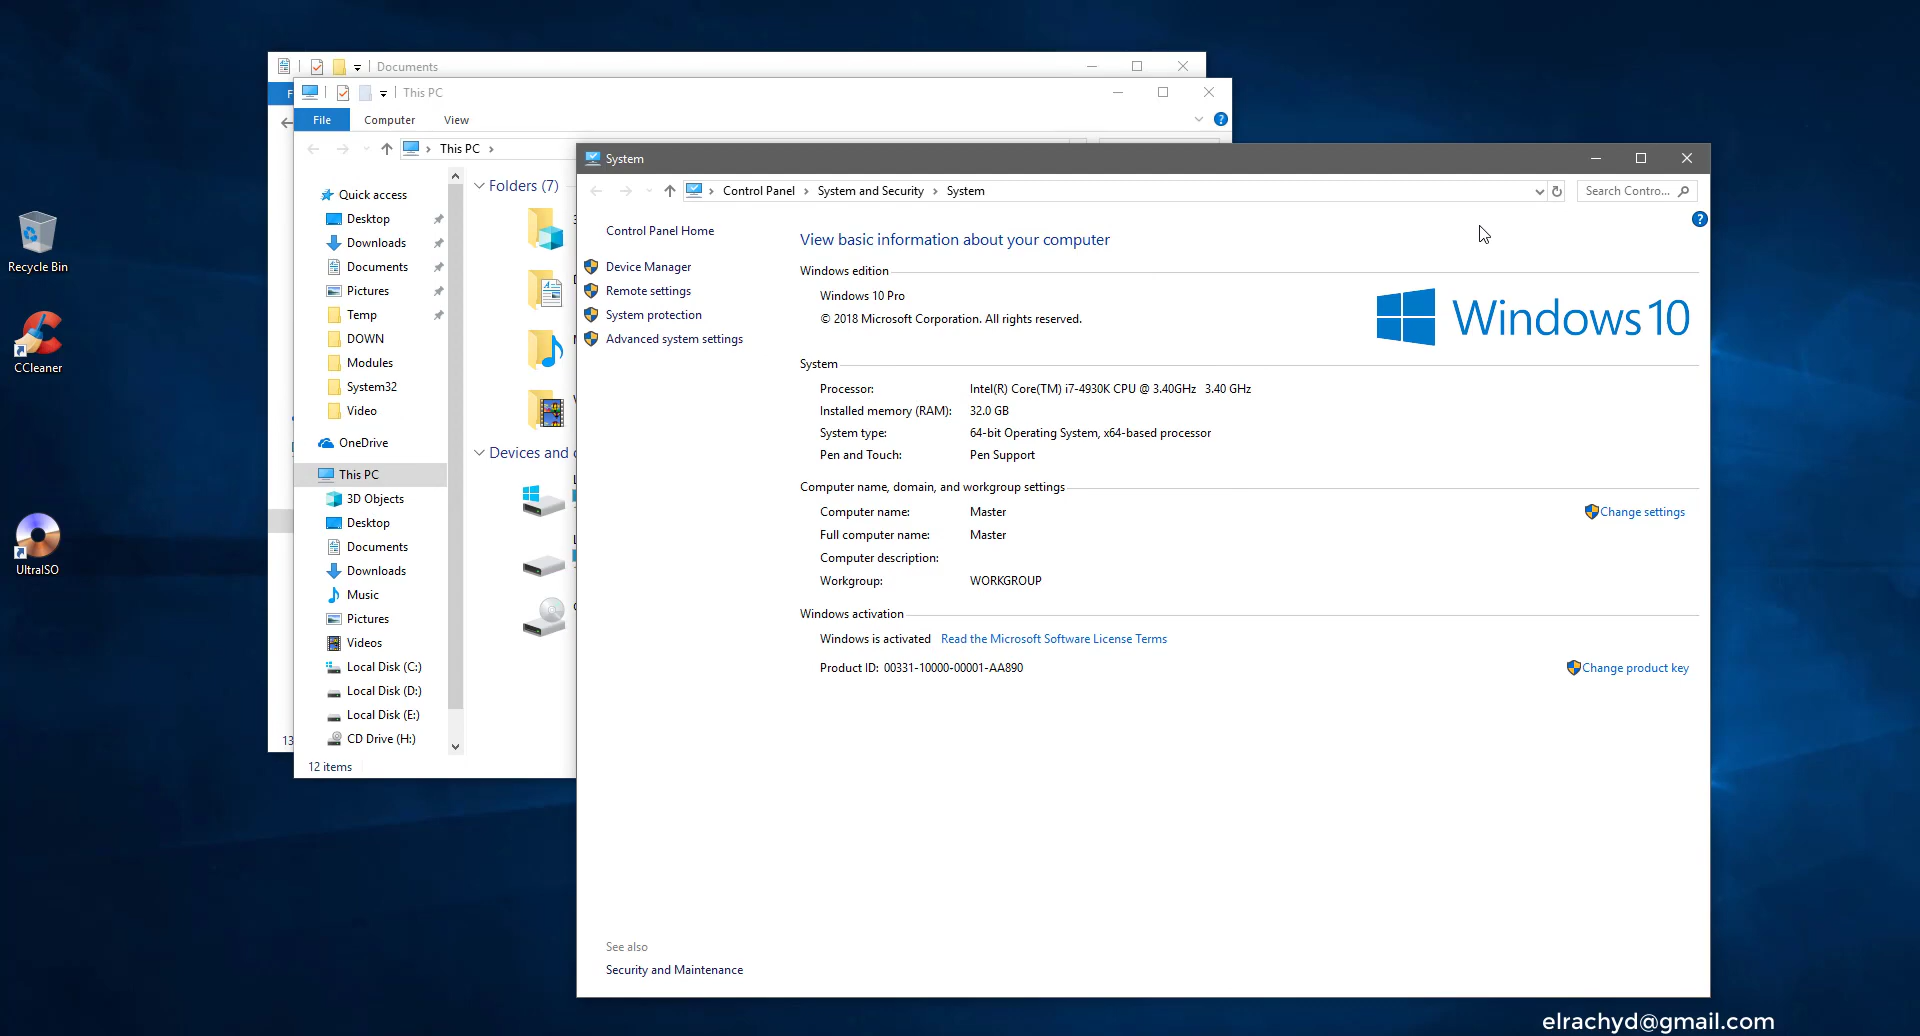 Documents
This PC
File Computer View
This PC
Quick access
Desktop
Downloads
Documents
Pictures
Temp
DOWN
Modules
System32
Video
OneDrive
This PC
3D Objects
Desktop
Documents
Downloads
Music
Pictures
Videos
Local Disk (C:)
Local Disk (D:)
Local Disk (E:)
CD Drive (H:)
12 items
13
Folders (7)
Devices and
System
Control Panel System and Security System
Search Contro...
Control Panel Home
Device Manager
Remote settings
System protection
Advanced system settings
View basic information about your computer
Windows edition
Windows 10 Pro
© 2018 Microsoft Corporation. All rights reserved.
Windows 10
System
Processor: Intel(R) Core(TM) i7-4930K CPU @ 3.40GHz 3.40 GHz
Installed memory (RAM): 32.0 GB
System type: 64-bit Operating System, x64-based processor
Pen and Touch: Pen Support
Computer name, domain, and workgroup settings
Computer name: Master
Change settings
Full computer name: Master
Computer description:
Workgroup: WORKGROUP
Windows activation
Windows is activated Read the Microsoft Software License Terms
Product ID: 00331-10000-00001-AA890
Change product key
See also
Security and Maintenance
Recycle Bin
CCleaner
UltraISO
elrachyd@gmail.com